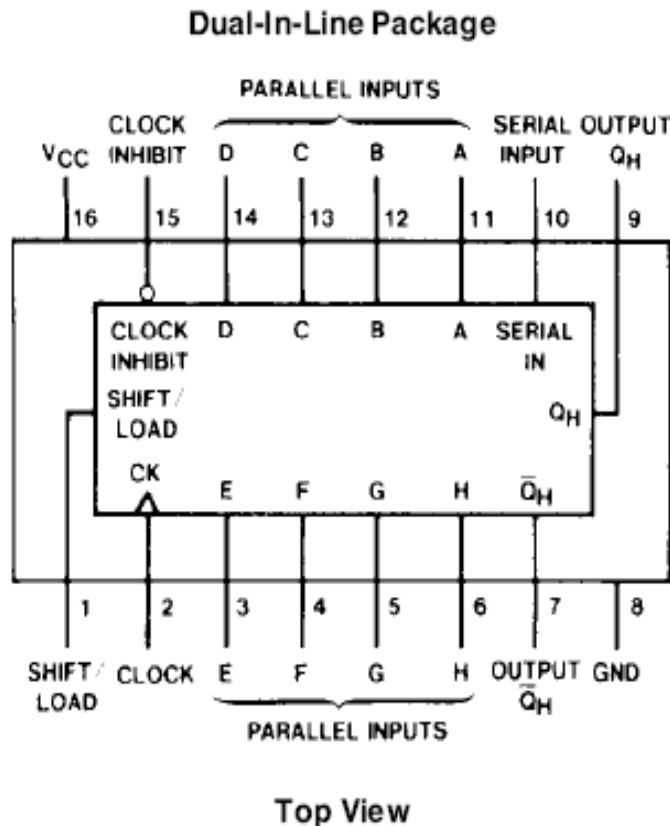 Dual-In-Line Package
PARALLEL INPUTS
CLOCK SERIAL OUTPUT
VCC INHIBIT D C B A INPUT QH
16 15 14 13 12 11 10 9
CLOCK D C B A SERIAL
INHIBIT IN
SHIFT/ QH
LOAD
CK
E F G H Q̅H
1 2 3 4 5 6 7 8
SHIFT/ CLOCK E F G H OUTPUT GND
LOAD Q̅H
PARALLEL INPUTS
Top View